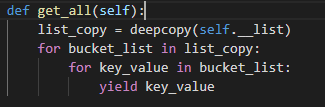 def get_all(self):
    list_copy = deepcopy(self.__list)
    for bucket_list in list_copy:
        for key_value in bucket_list:
            yield key_value